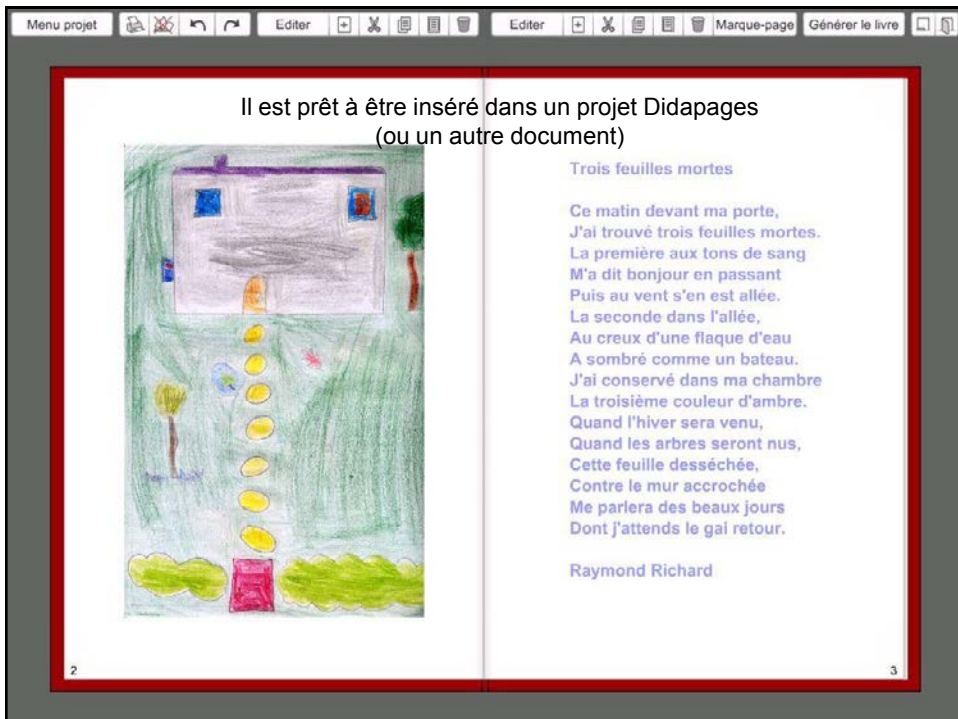 Menu projet
Editer
Editer
Marque-page
Générer le livre
Il est prêt à être inséré dans un projet Didapages
(ou un autre document)
Trois feuilles mortes
Ce matin devant ma porte,
J'ai trouvé trois feuilles mortes.
La première aux tons de sang
M'a dit bonjour en passant
Puis au vent s'en est allée.
La seconde dans l'allée,
Au creux d'une flaque d'eau
A sombré comme un bateau.
J'ai conservé dans ma chambre
La troisième couleur d'ambre.
Quand l'hiver sera venu,
Quand les arbres seront nus,
Cette feuille desséchée,
Contre le mur accrochée
Me parlera des beaux jours
Dont j'attends le gai retour.
Raymond Richard
2
3